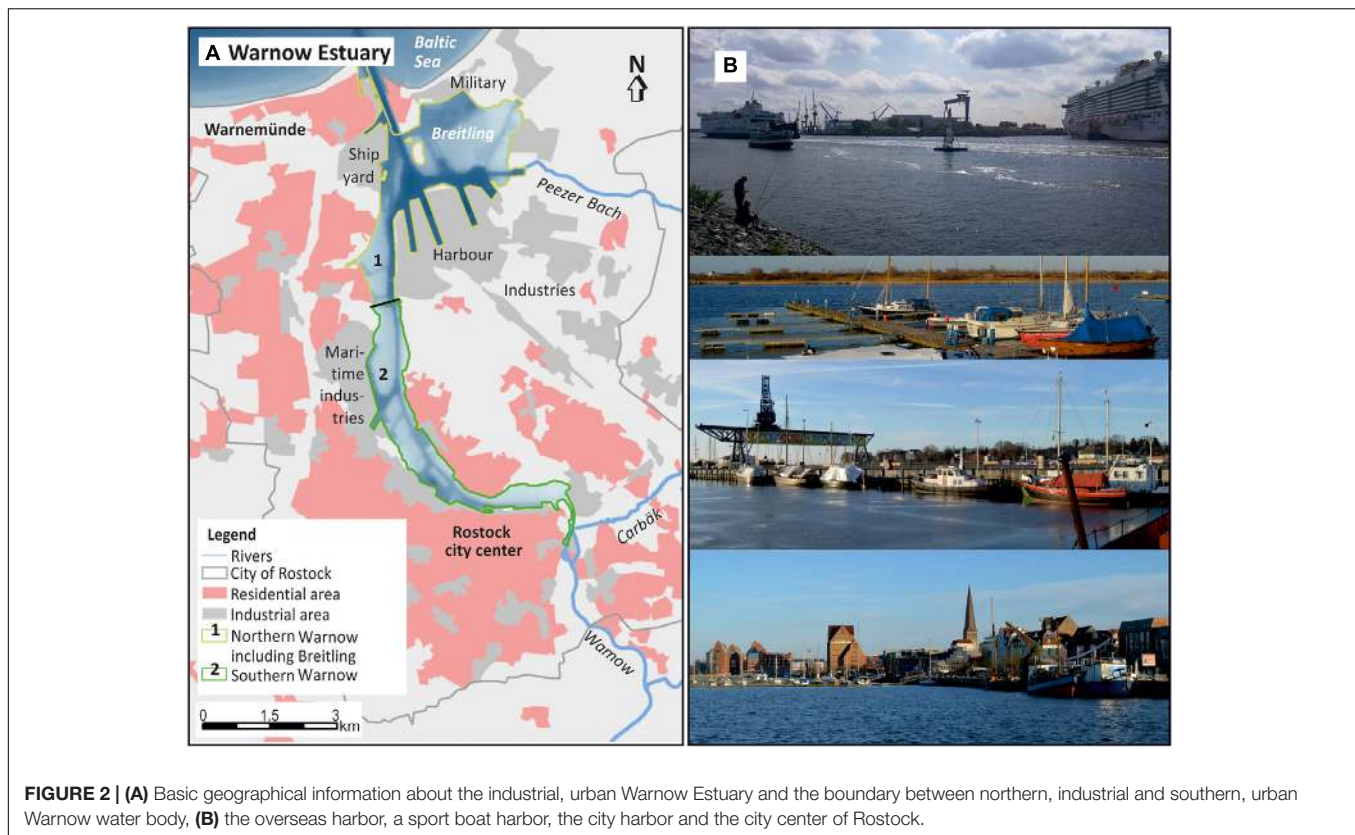 A Warnow Estuary
Baltic
Sea
N
Military
Warnemünde
Breitling
Ship
yard
Peezer Bach
1
Harbour
Industries
Mari-
time
indus-
tries
2
Rostock
city center
Carbäk
Warnow
Legend
Rivers
City of Rostock
Residential area
Industrial area
1 Northern Warnow
including Breitling
2 Southern Warnow
0 1,5 3
km
B
FIGURE 2 | (A) Basic geographical information about the industrial, urban Warnow Estuary and the boundary between northern, industrial and southern, urban
Warnow water body, (B) the overseas harbor, a sport boat harbor, the city harbor and the city center of Rostock.